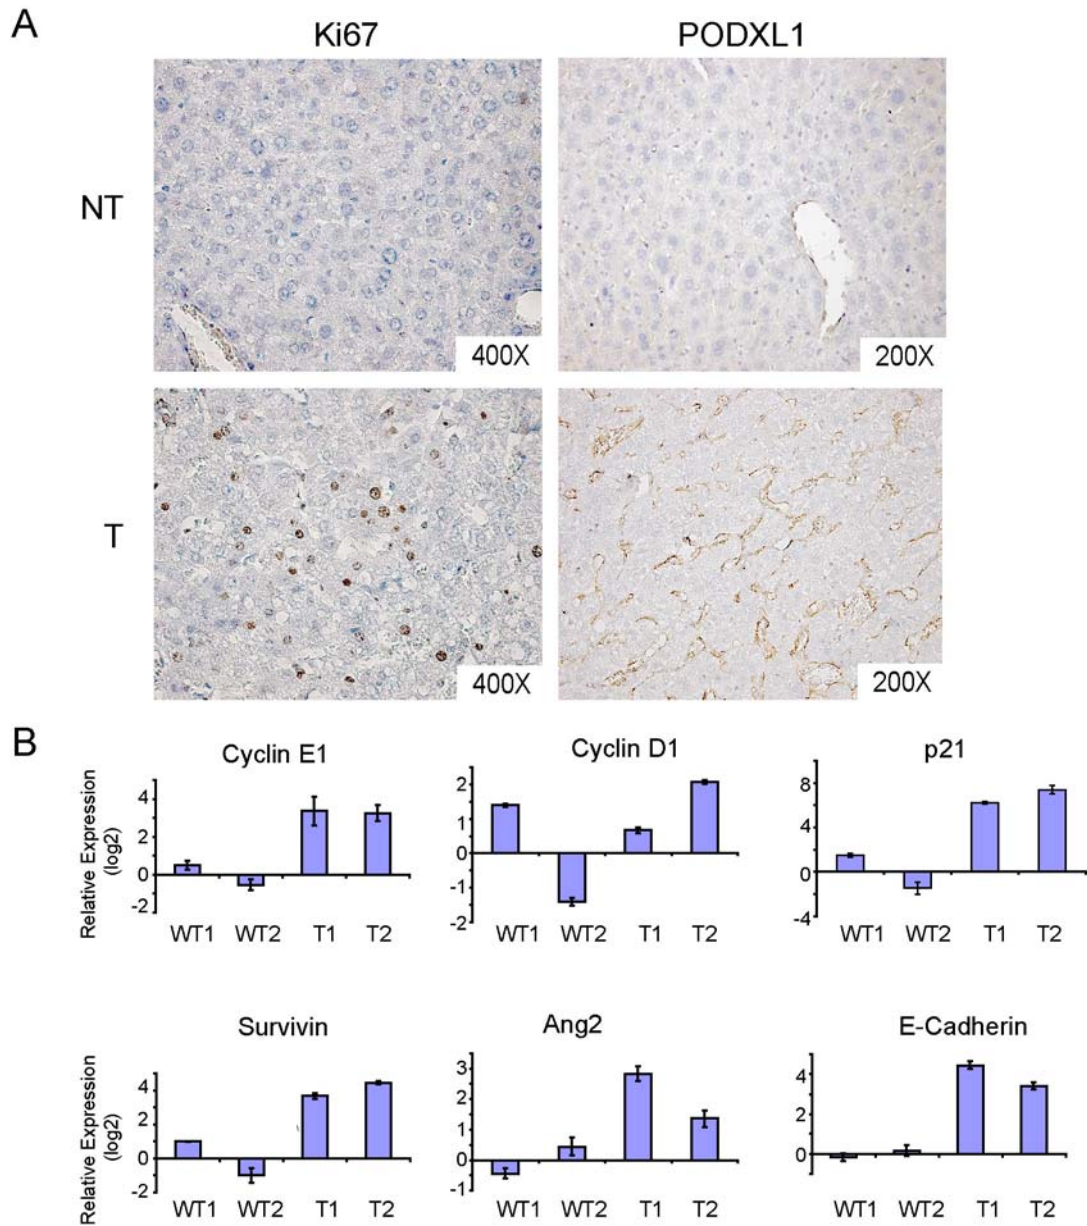 A
Ki67 PODXL1
NT
400X 200X
T
400X 200X
B
Cyclin E1 Cyclin D1 p21
Relative Expression
(log2)
4
2
0
-2
2
1
0
-1
-2
8
4
0
-4
WT1 WT2 T1 T2 WT1 WT2 T1 T2 WT1 WT2 T1 T2
Survivin Ang2 E-Cadherin
Relative Expression
(log2)
4
2
0
-2
3
2
1
0
-1
4
2
0
WT1 WT2 T1 T2 WT1 WT2 T1 T2 WT1 WT2 T1 T2